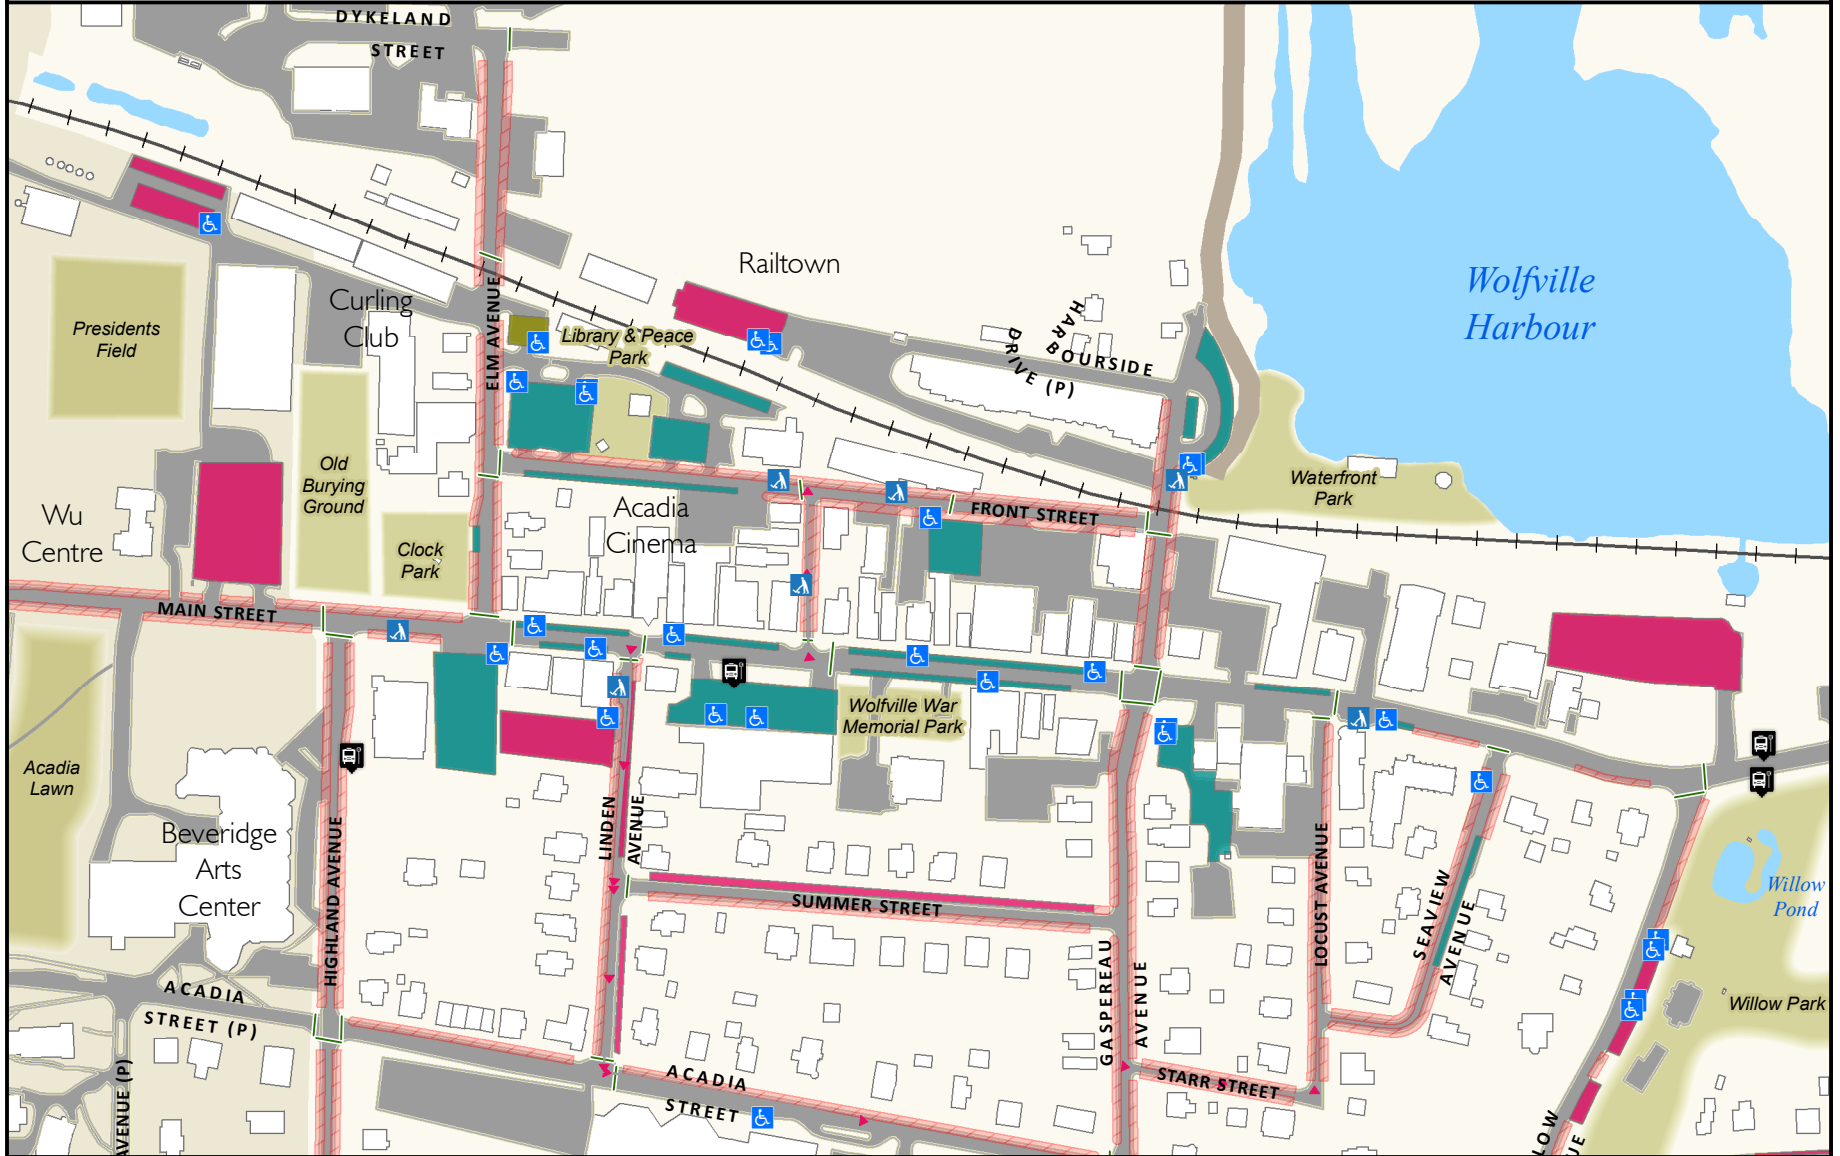 DYKELAND
STREET
Railtown
Wolfville
Harbour
HARBOURSIDE
DRIVE (P)
Curling
Club
ELM AVENUE
Library & Peace
Park
Presidents
Field
Old
Burying
Ground
Waterfront
Park
Wu
Centre
Acadia
Cinema
FRONT STREET
Clock
Park
MAIN STREET
Wolfville War
Memorial Park
Acadia
Lawn
Beveridge
Arts
Center
HIGHLAND AVENUE
LINDEN
AVENUE
SUMMER STREET
LOCUST AVENUE
SEAVIEW
AVENUE
Willow
Pond
GASPEREAU
AVENUE
Willow Park
ACADIA
STREET (P)
AVENUE (P)
ACADIA
STREET
STARR STREET
LOW
UE